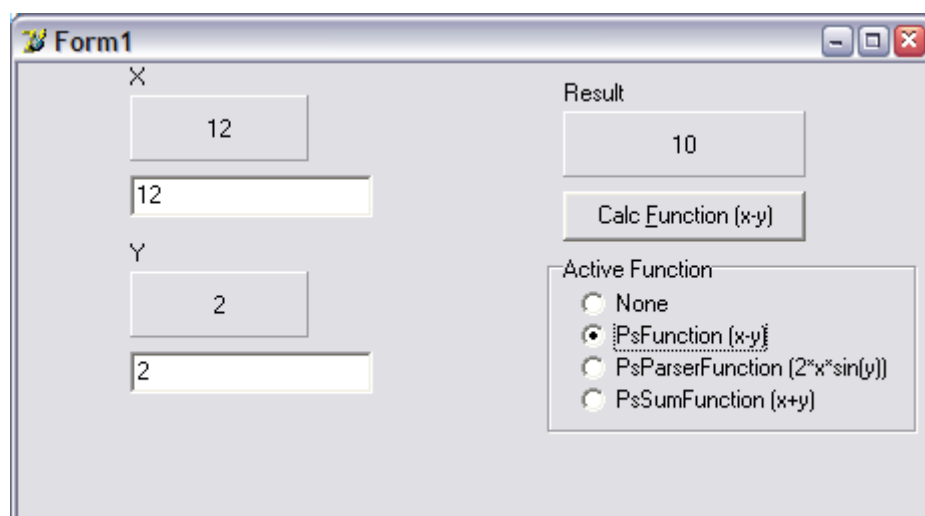 Form1
X
12
12
Y
2
2
Result
10
Calc Function (x-y)
Active Function
None
PsFunction (x-y)
PsParserFunction (2*x*sin(y))
PsSumFunction (x+y)